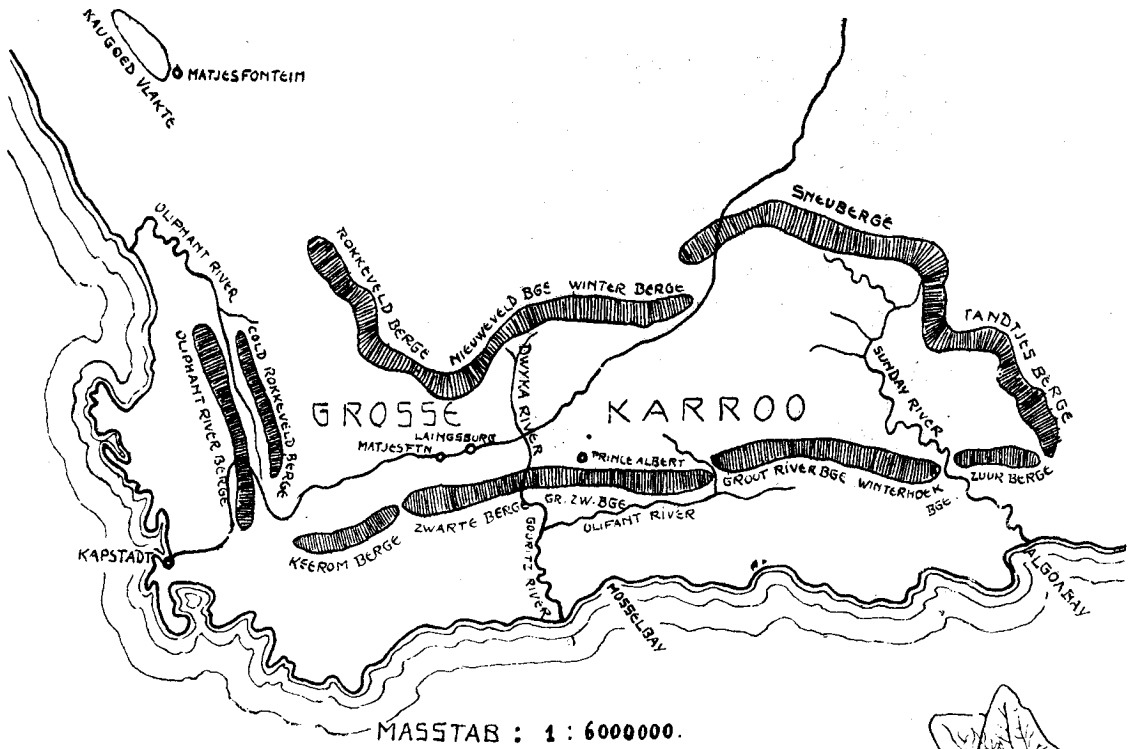 KAUGOED VLAKTE
MATJESFONTEIM
OLIPHANT RIVER
SNEUBERGE
ROKKEVELD BERGE
NIEUWEVELD BGE
WINTER BERGE
COLD ROKKEVELD BERGE
OLIPHANT RIVER BERGE
DWYKA RIVER
SUNDAY RIVER
TANDTJES BERGE
GROSSE KARROO
LAINGSBURG
MATJESFTN
PRINCE ALBERT
GROOT RIVER BGE
WINTERHOEK BGE
ZUUR BERGE
ZWARTE BERGE
GR. ZW. BGE
OLIFANT RIVER
KEEROM BERGE
GOURITZ RIVER
KAPSTADT
MOSSELBAY
ALGOABAY
MASSTAB : 1 : 6000000.